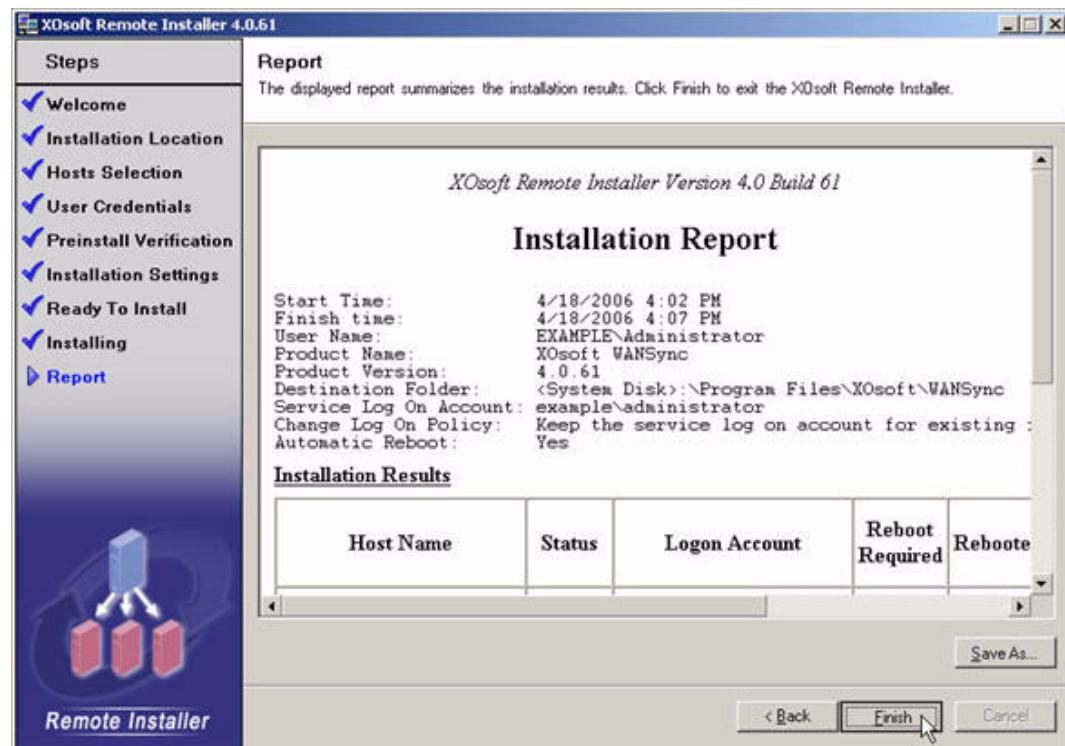 XOsoft Remote Installer 4.0.61
Steps
Welcome
Installation Location
Hosts Selection
User Credentials
Preinstall Verification
Installation Settings
Ready To Install
Installing
Report
Remote Installer
Report
The displayed report summarizes the installation results. Click Finish to exit the XOsoft Remote Installer.
XOsoft Remote Installer Version 4.0 Build 61
Installation Report
Start Time: 4/18/2006 4:02 PM
Finish time: 4/18/2006 4:07 PM
User Name: EXAMPLE\Administrator
Product Name: XOsoft WANSync
Product Version: 4.0.61
Destination Folder: <System Disk>:\Program Files\XOsoft\WANSync
Service Log On Account: example\administrator
Change Log On Policy: Keep the service log on account for existing
Automatic Reboot: Yes
Installation Results
Host Name Status Logon Account Reboot Required Reboote
Save As...
< Back Finish Cancel